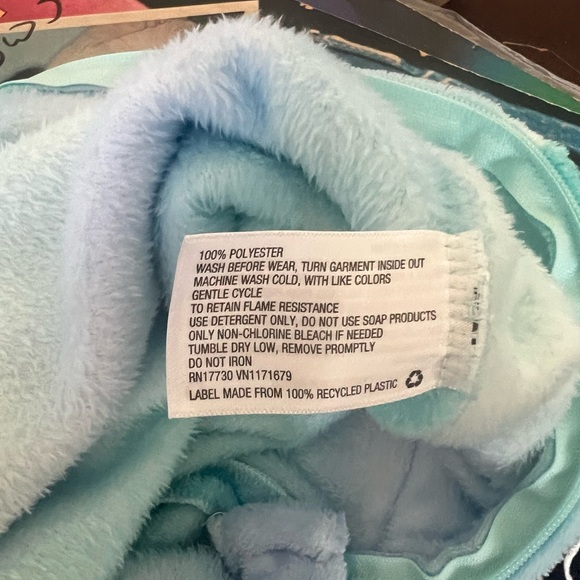 100% POLYESTER
WASH BEFORE WEAR, TURN GARMENT INSIDE OUT
MACHINE WASH COLD, WITH LIKE COLORS
GENTLE CYCLE
TO RETAIN FLAME RESISTANCE
USE DETERGENT ONLY, DO NOT USE SOAP PRODUCTS
ONLY NON-CHLORINE BLEACH IF NEEDED
TUMBLE DRY LOW, REMOVE PROMPTLY
DO NOT IRON
RN17730 VN1171679
LABEL MADE FROM 100% RECYCLED PLASTIC